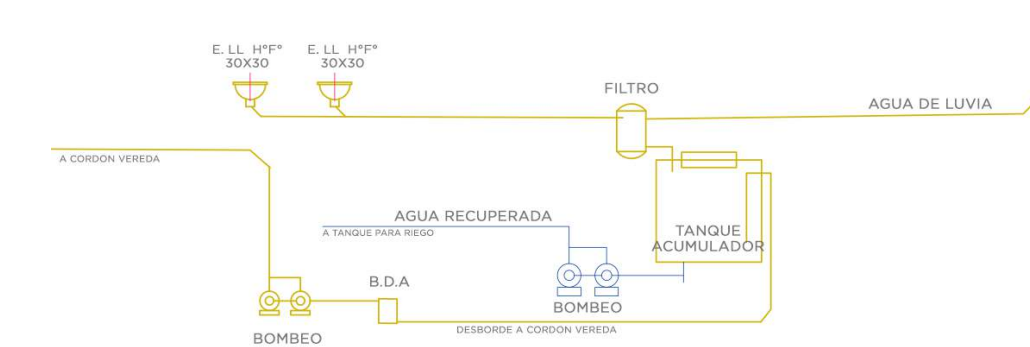 E. LL H°F°
30X30
E. LL H°F°
30X30
FILTRO
AGUA DE LUVIA
A CORDON VEREDA
AGUA RECUPERADA
A TANQUE PARA RIEGO
TANQUE
ACUMULADOR
B.D.A
BOMBEO
DESBORDE A CORDON VEREDA
BOMBEO